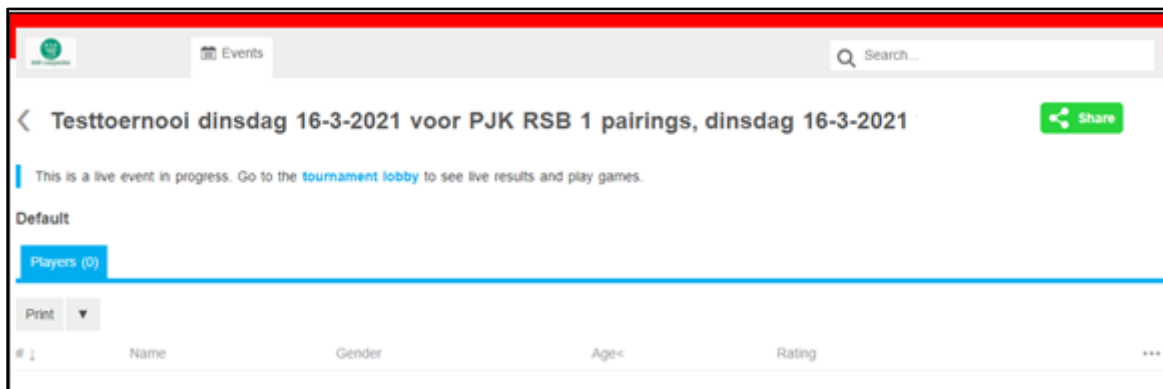 Events
Search...
Testtoernooi dinsdag 16-3-2021 voor PJK RSB 1 pairings, dinsdag 16-3-2021
Share
This is a live event in progress. Go to the tournament lobby to see live results and play games.
Default
Players (0)
Print ▼
# ↓ Name Gender Age< Rating ...